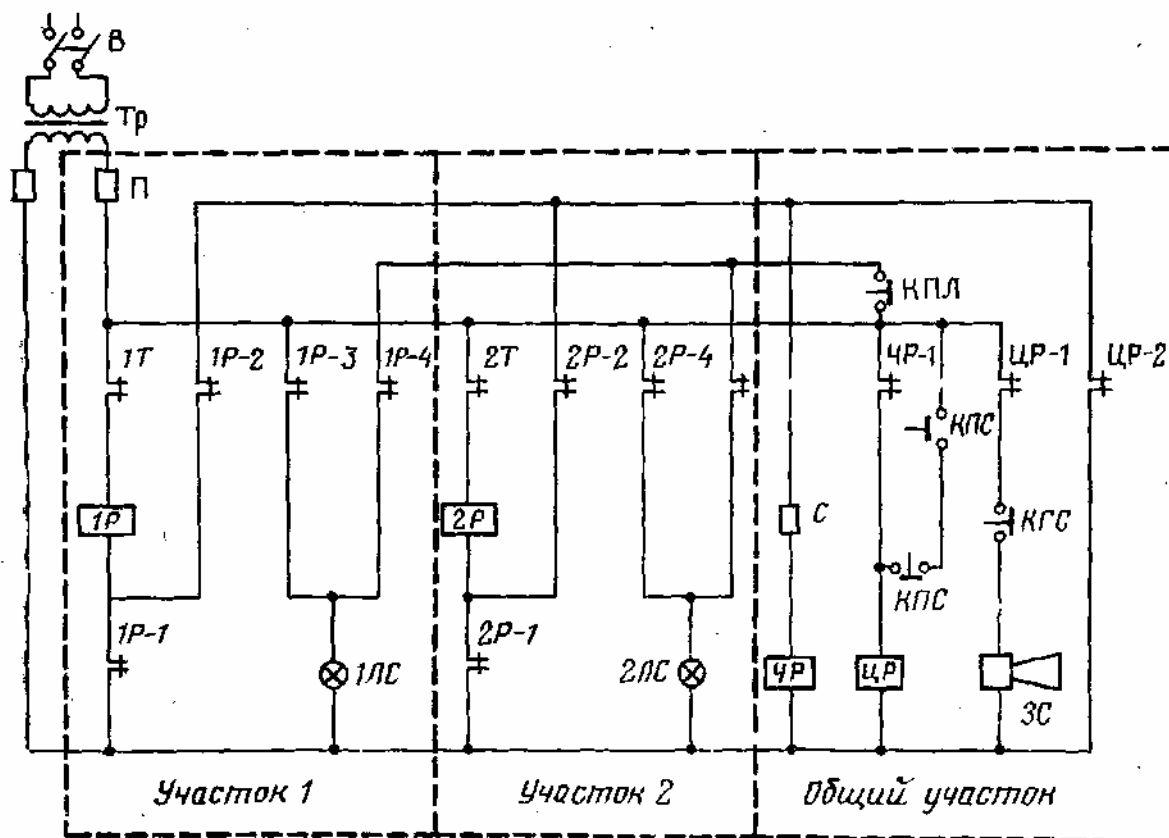 В
Тр
П
КПЛ
1Т
1Р-2
1Р-3
1Р-4
2Т
2Р-2
2Р-4
ЧР-1
ЦР-1
ЦР-2
КПС
1Р
2Р
С
КГС
КПС
1Р-1
2Р-1
1ЛС
2ЛС
ЧР
ЦР
ЗС
Участок 1
Участок 2
Общий участок